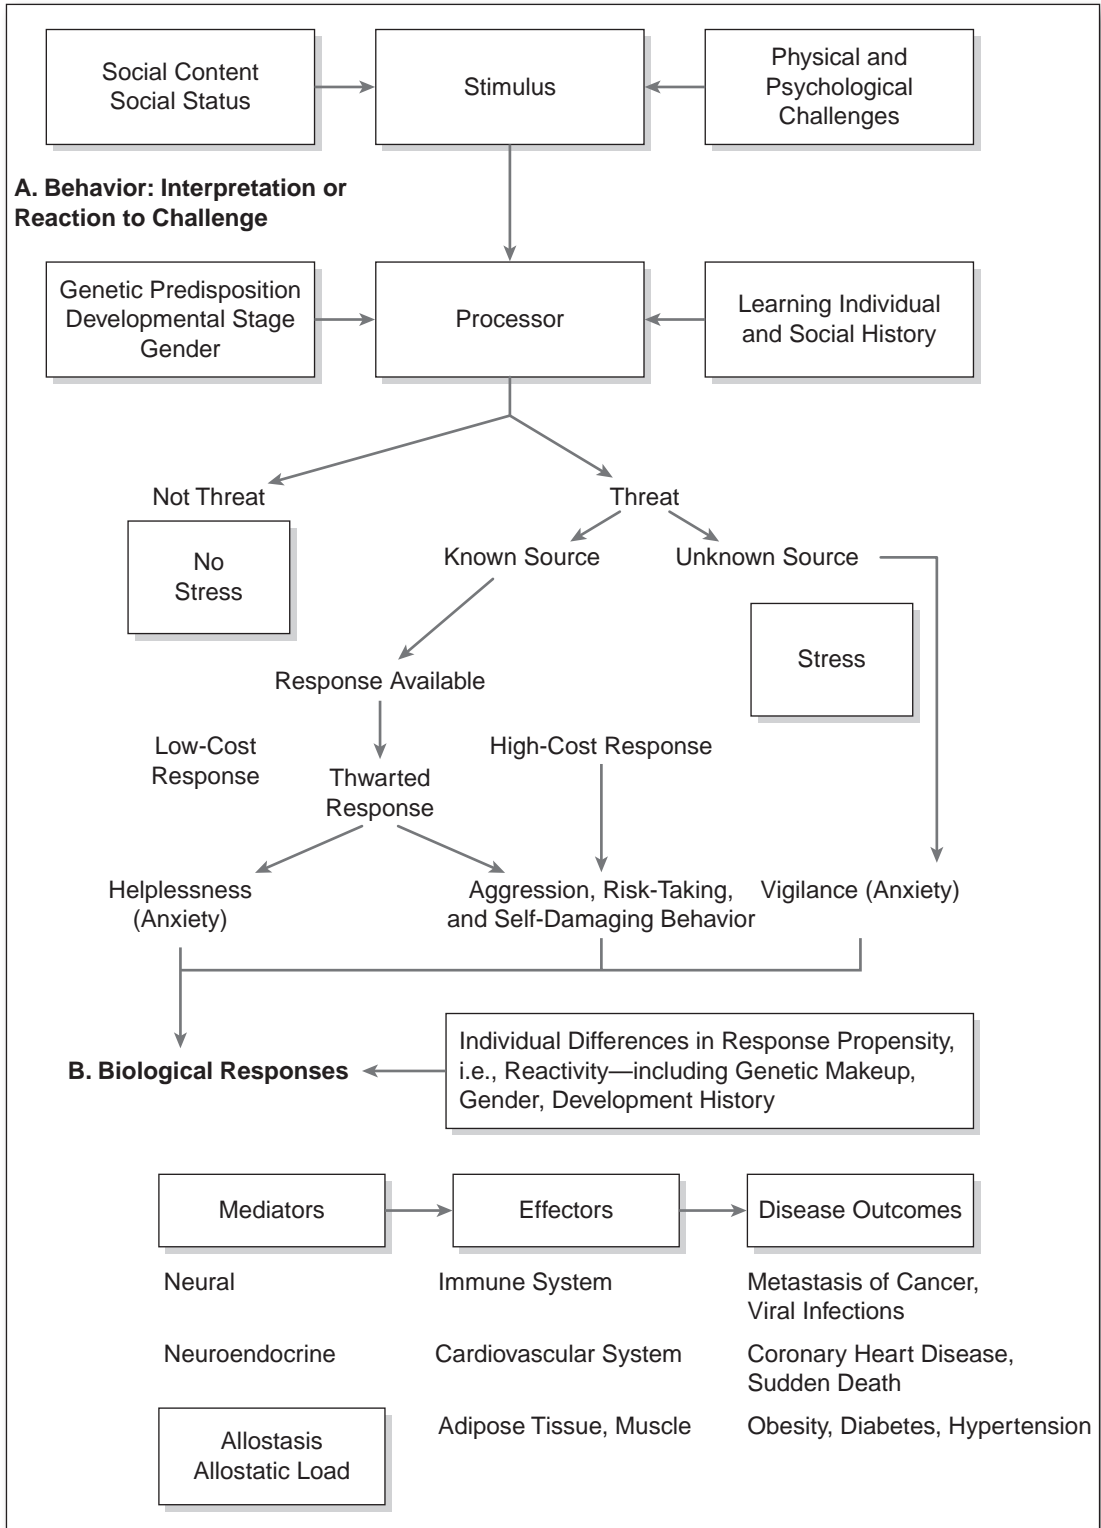 Social Content
Social Status
Stimulus
Physical and
Psychological
Challenges
A. Behavior: Interpretation or
Reaction to Challenge
Genetic Predisposition
Developmental Stage
Gender
Processor
Learning Individual
and Social History
Not Threat
Threat
No
Stress
Known Source
Unknown Source
Stress
Response Available
Low-Cost
Response
High-Cost Response
Thwarted
Response
Helplessness
(Anxiety)
Aggression, Risk-Taking,
and Self-Damaging Behavior
Vigilance (Anxiety)
B. Biological Responses
Individual Differences in Response Propensity,
i.e., Reactivity—including Genetic Makeup,
Gender, Development History
Mediators
Effectors
Disease Outcomes
Neural
Immune System
Metastasis of Cancer,
Viral Infections
Neuroendocrine
Cardiovascular System
Coronary Heart Disease,
Sudden Death
Allostasis
Allostatic Load
Adipose Tissue, Muscle
Obesity, Diabetes, Hypertension